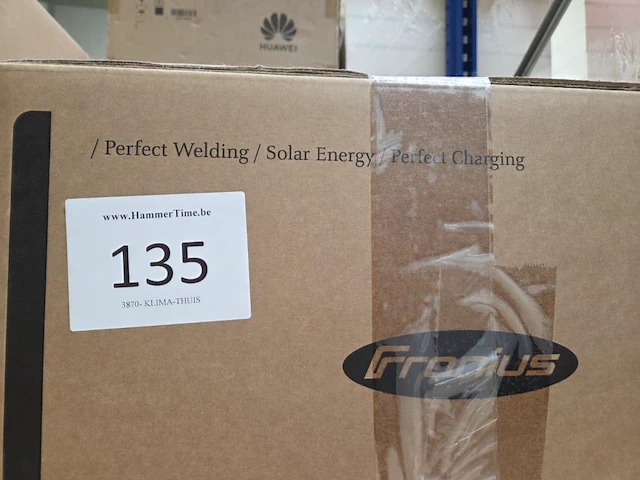 HUAWEI
/ Perfect Welding / Solar Energy / Perfect Charging
www.HammerTime.be
135
3870- KLIMA-THUIS
Fronius